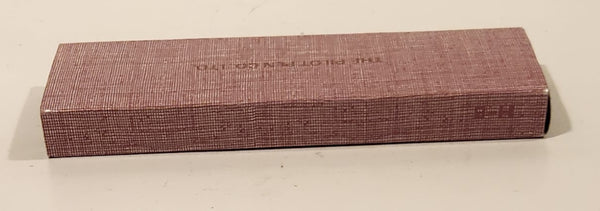 THE PILOT PEN CO., LTD.